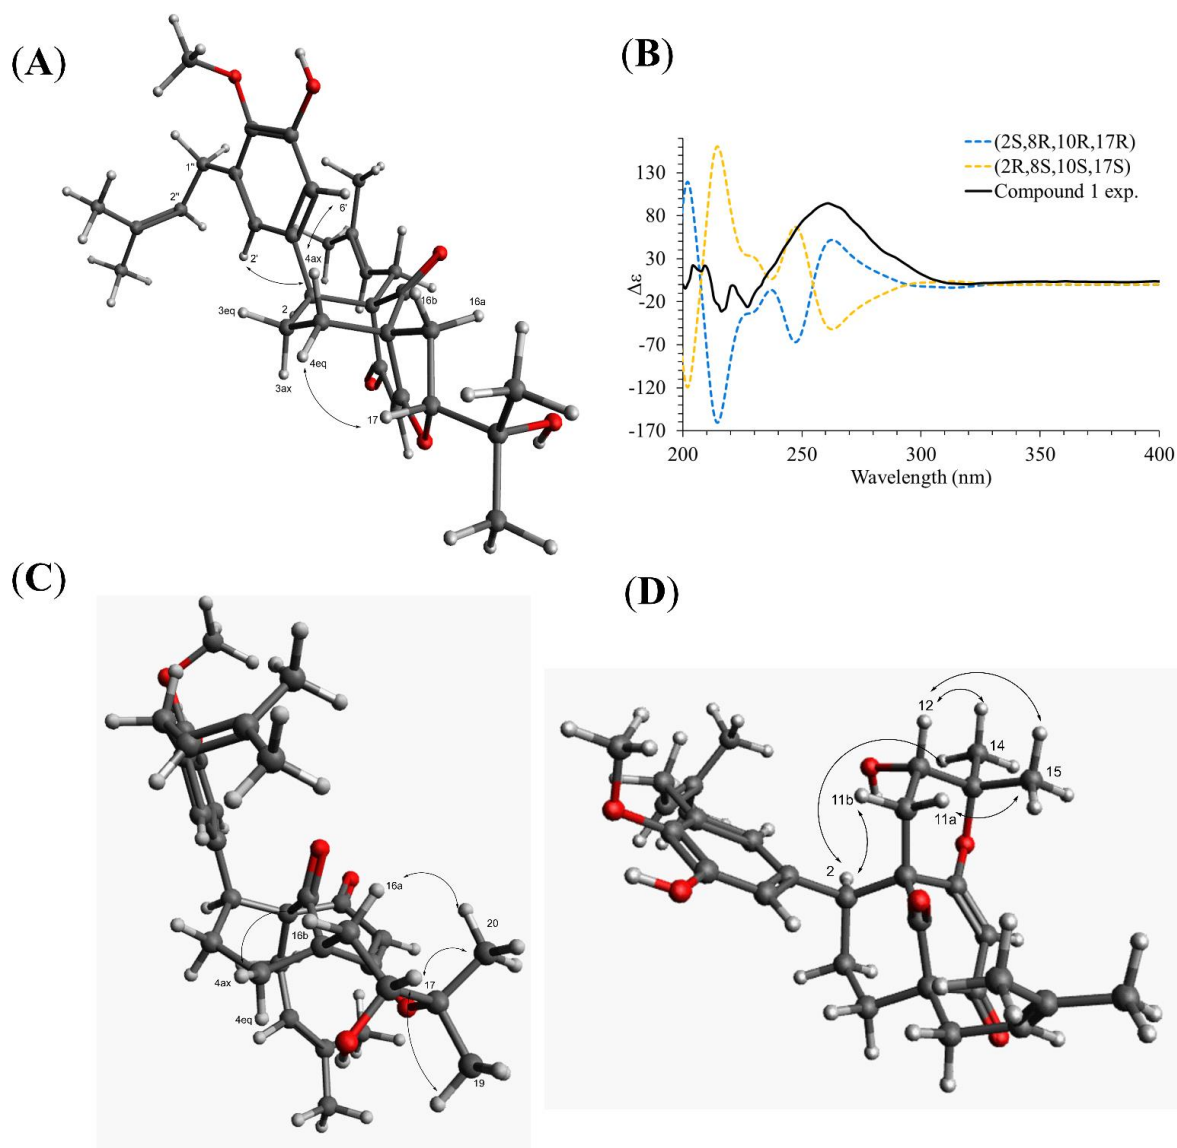 (A)
1"
2"
2'
6'
4ax
16b
16a
3eq
2
4eq
3ax
17
(B)
(2S,8R,10R,17R)
(2R,8S,10S,17S)
Compound 1 exp.
130
80
30
-20
-70
-120
-170
Δε
200
250
300
350
400
Wavelength (nm)
(C)
16a
20
16b
17
4ax
4eq
19
(D)
12
14
15
11b
11a
2